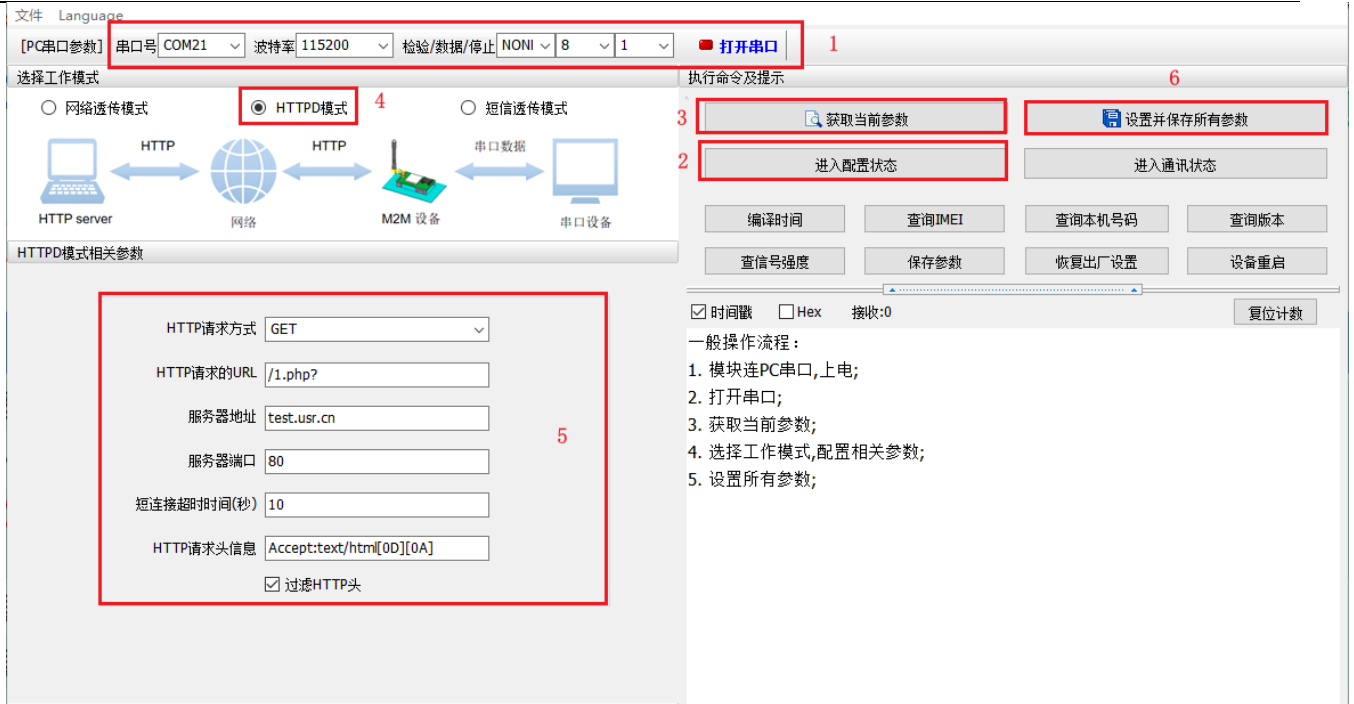 文件 Language
[PC串口参数] 串口号 COM21 波特率 115200 检验/数据/停止 NONI 8 1 打开串口 1
选择工作模式
网络透传模式 HTTPD模式 4 短信透传模式
HTTP HTTP 串口数据
HTTP server 网络 M2M 设备 串口设备
HTTPD模式相关参数
HTTP请求方式 GET
HTTP请求的URL /1.php?
服务器地址 test.usr.cn
5
服务器端口 80
短连接超时时间(秒) 10
HTTP请求头信息 Accept:text/html[0D][0A]
过滤HTTP头
执行命令及提示 6
3 获取当前参数 设置并保存所有参数
2 进入配置状态 进入通讯状态
编译时间 查询IMEI 查询本机号码 查询版本
查信号强度 保存参数 恢复出厂设置 设备重启
时间戳 Hex 接收:0 复位计数
一般操作流程:
1. 模块连PC串口,上电;
2. 打开串口;
3. 获取当前参数;
4. 选择工作模式,配置相关参数;
5. 设置所有参数;